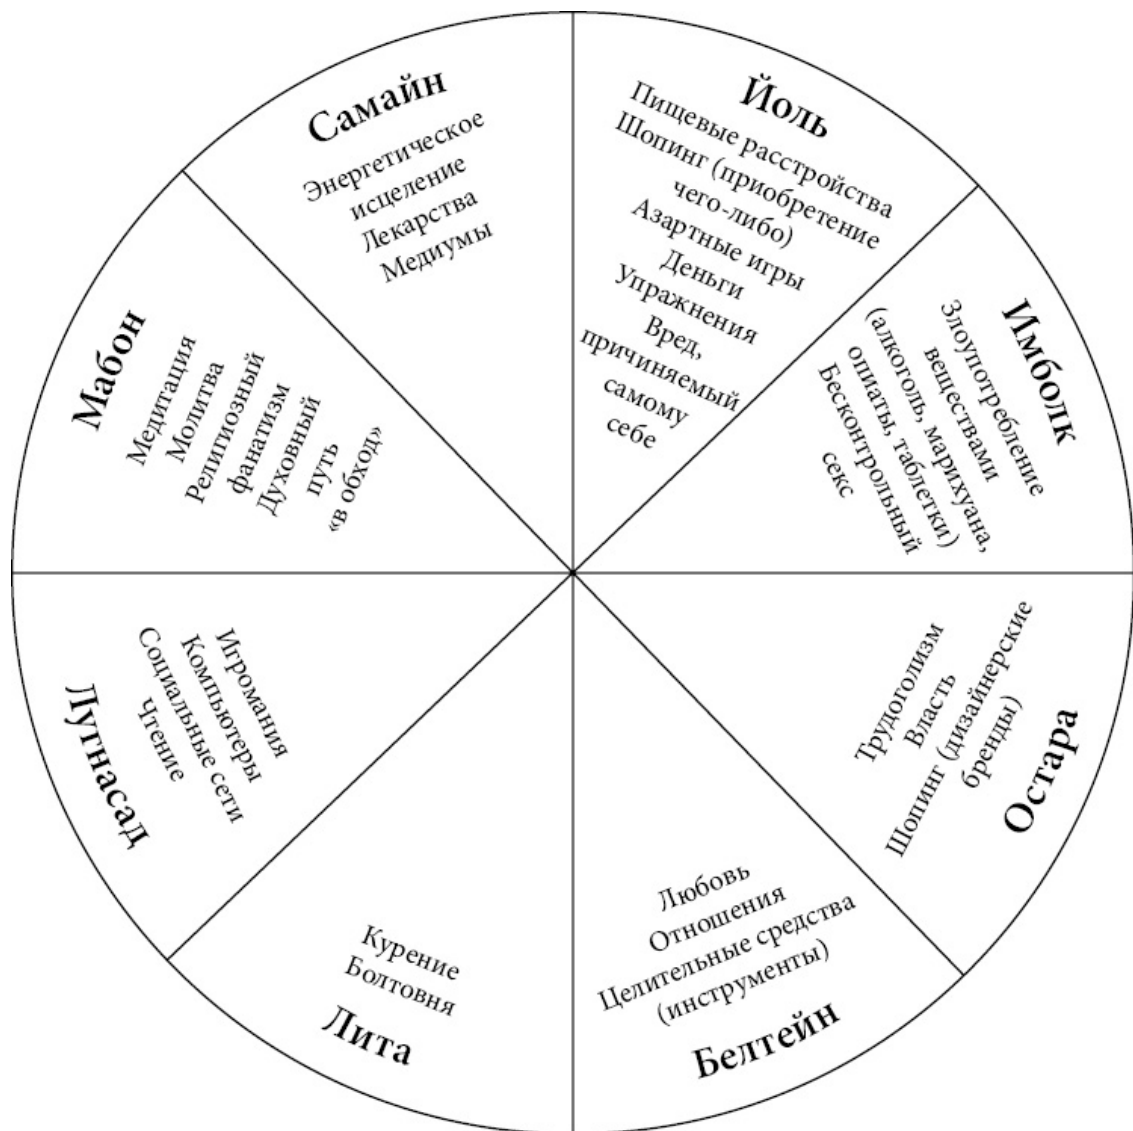 Йоль
Пищевые расстройства
Шопинг (приобретение
чего-либо)
Азартные игры
Деньги
Упражнения
Вред,
причиняемый
самому
себе
Имболк
Злоупотребление
веществами
(алкоголь, марихуана,
опиаты, таблетки)
Бесконтрольный
секс
Остара
Трудоголизм
Власть
Шопинг (дизайнерские
бренды)
Белтейн
Любовь
Отношения
Целительные средства
(инструменты)
Лита
Курение
Болтовня
Лугнасад
Игромания
Компьютеры
Социальные сети
Чтение
Мабон
Медитация
Молитва
Религиозный
фанатизм
Духовный
путь
«в обход»
Самайн
Энергетическое
исцеление
Лекарства
Медиумы